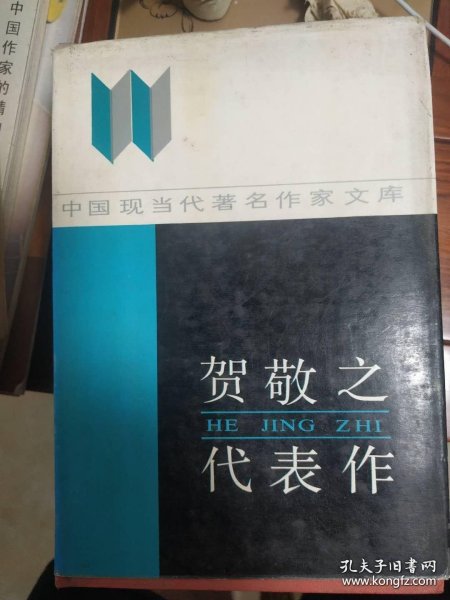 中国作家的情
中国现当代著名作家文库
贺敬之
HE JING ZHI
代表作
孔夫子旧书网
www.kongfz.com